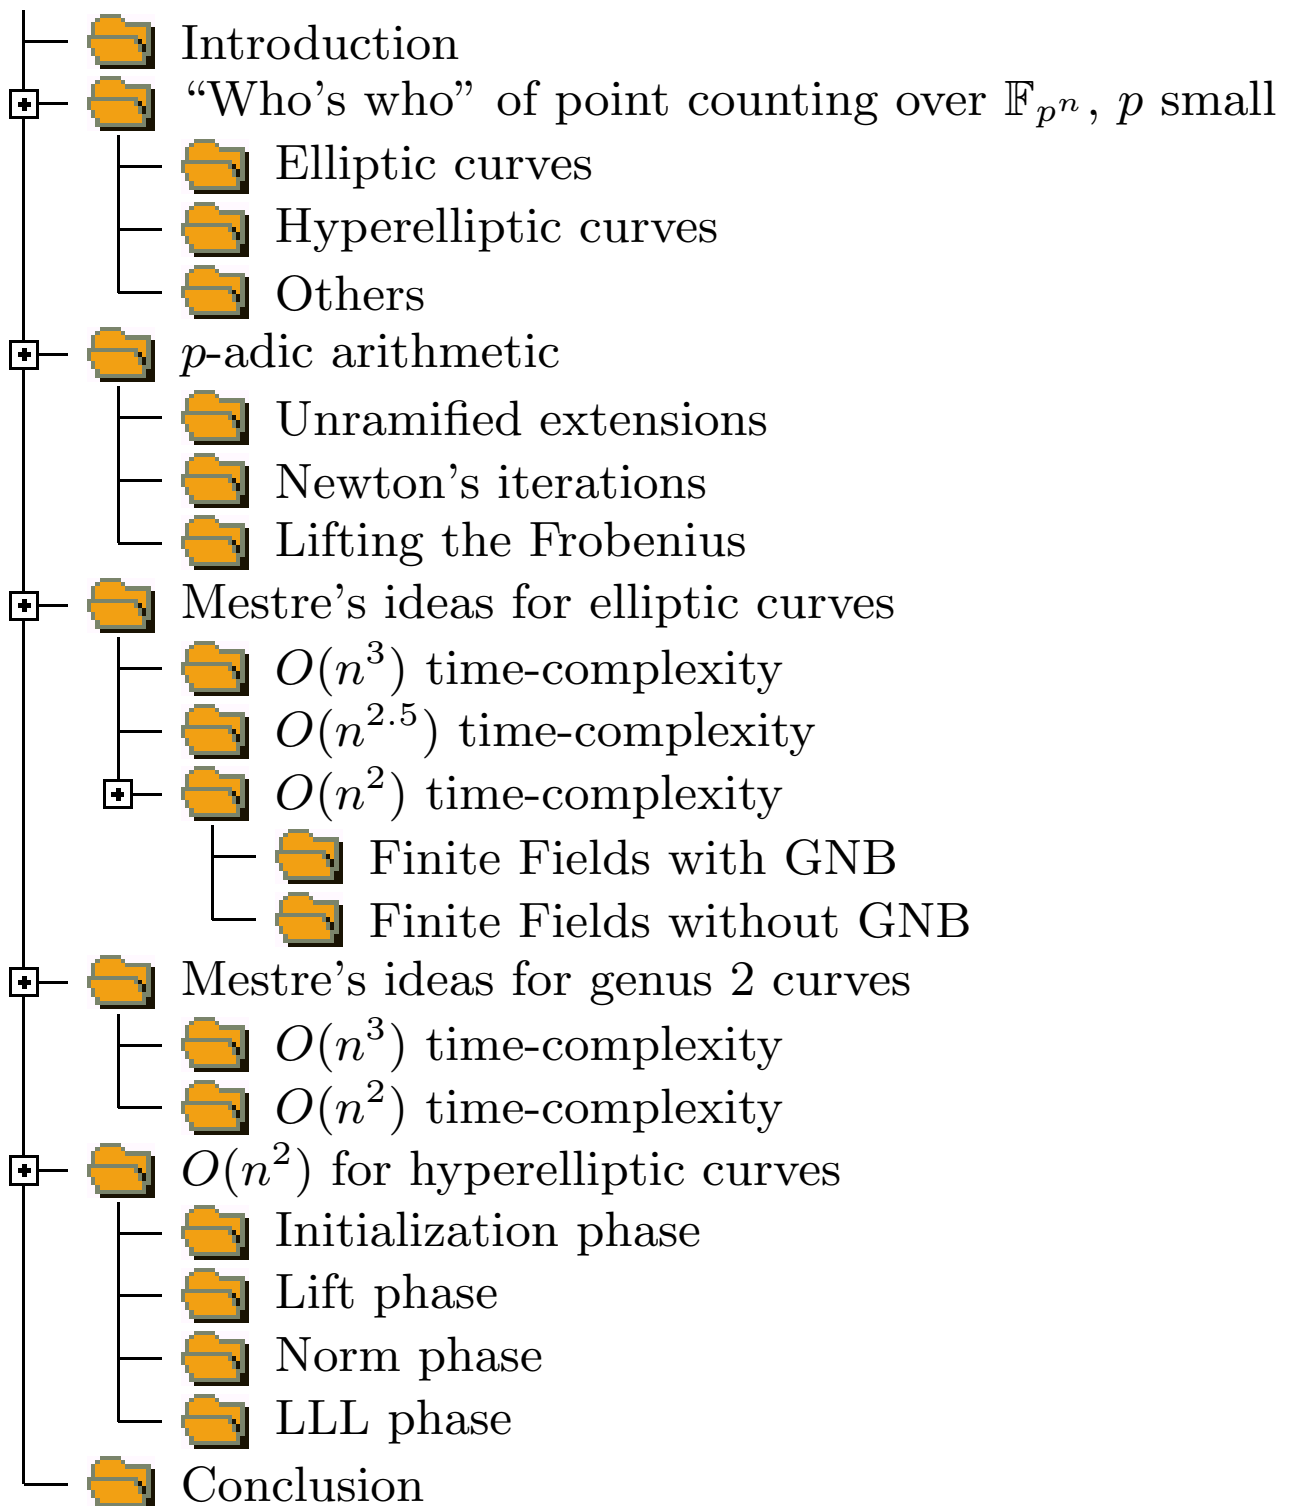 Introduction
“Who’s who” of point counting over $\mathbb{F}_{p^n}$, $p$ small
Elliptic curves
Hyperelliptic curves
Others
$p$-adic arithmetic
Unramified extensions
Newton’s iterations
Lifting the Frobenius
Mestre’s ideas for elliptic curves
$O(n^3)$ time-complexity
$O(n^{2.5})$ time-complexity
$O(n^2)$ time-complexity
Finite Fields with GNB
Finite Fields without GNB
Mestre’s ideas for genus 2 curves
$O(n^3)$ time-complexity
$O(n^2)$ time-complexity
$O(n^2)$ for hyperelliptic curves
Initialization phase
Lift phase
Norm phase
LLL phase
Conclusion